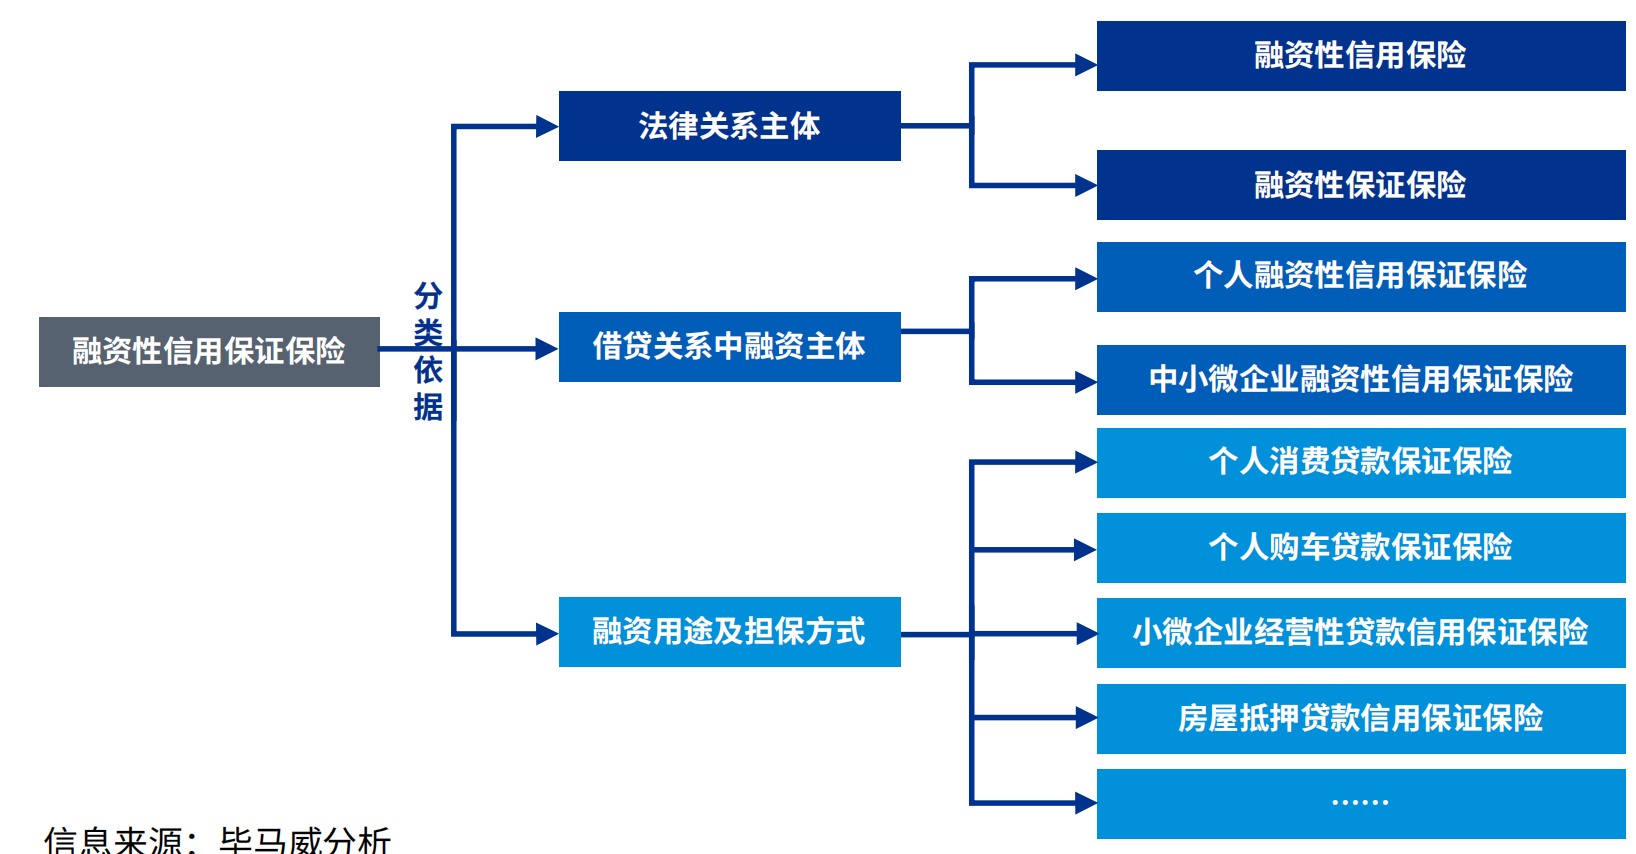 融资性信用保证保险
分类依据
法律关系主体
融资性信用保险
融资性保证保险
借贷关系中融资主体
个人融资性信用保证保险
中小微企业融资性信用保证保险
融资用途及担保方式
个人消费贷款保证保险
个人购车贷款保证保险
小微企业经营性贷款信用保证保险
房屋抵押贷款信用保证保险
……
信息来源：毕马威分析